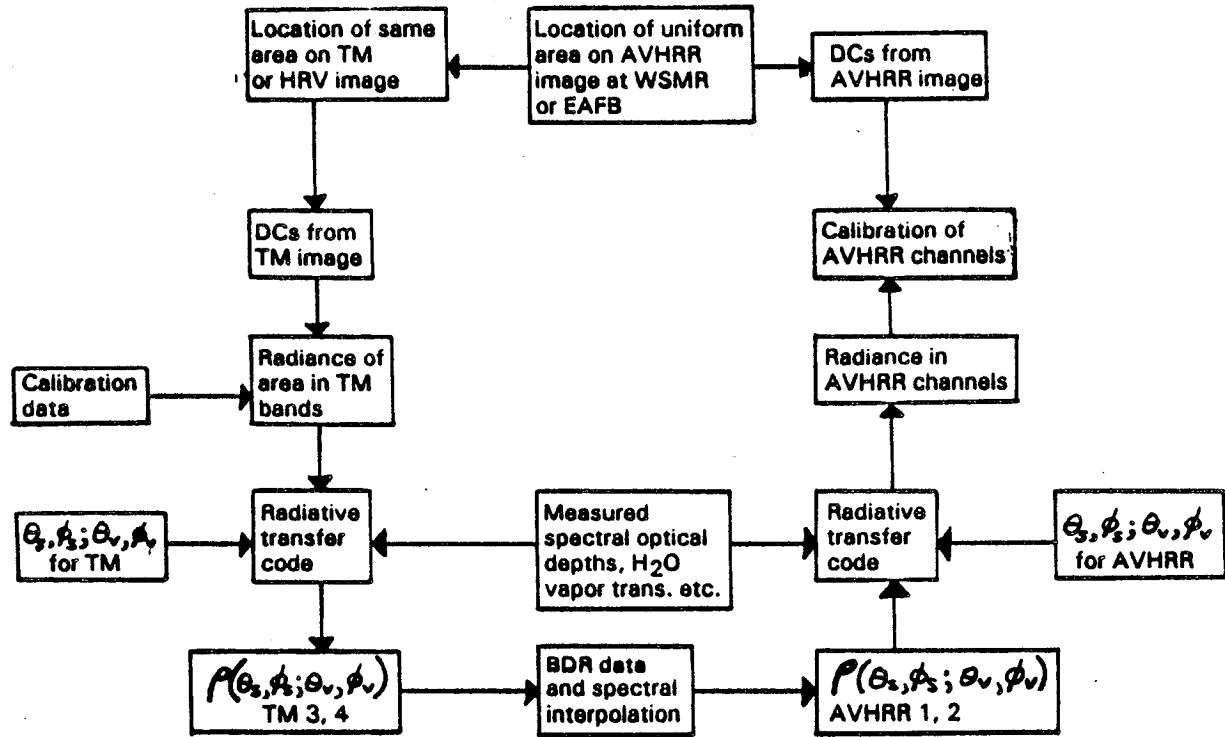 Location of same
area on TM
or HRV image
Location of uniform
area on AVHRR
image at WSMR
or EAFB
DCs from
AVHRR image
DCs from
TM image
Calibration of
AVHRR channels
Calibration
data
Radiance of
area in TM
bands
Radiance in
AVHRR channels
θs,ϕs;θv,ϕv
for TM
Radiative
transfer
code
Measured
spectral optical
depths, H₂O
vapor trans. etc.
Radiative
transfer
code
θs,ϕs;θv,ϕv
for AVHRR
ρ(θs,ϕs;θv,ϕv)
TM 3, 4
BDR data
and spectral
interpolation
ρ(θs,ϕs;θv,ϕv)
AVHRR 1, 2